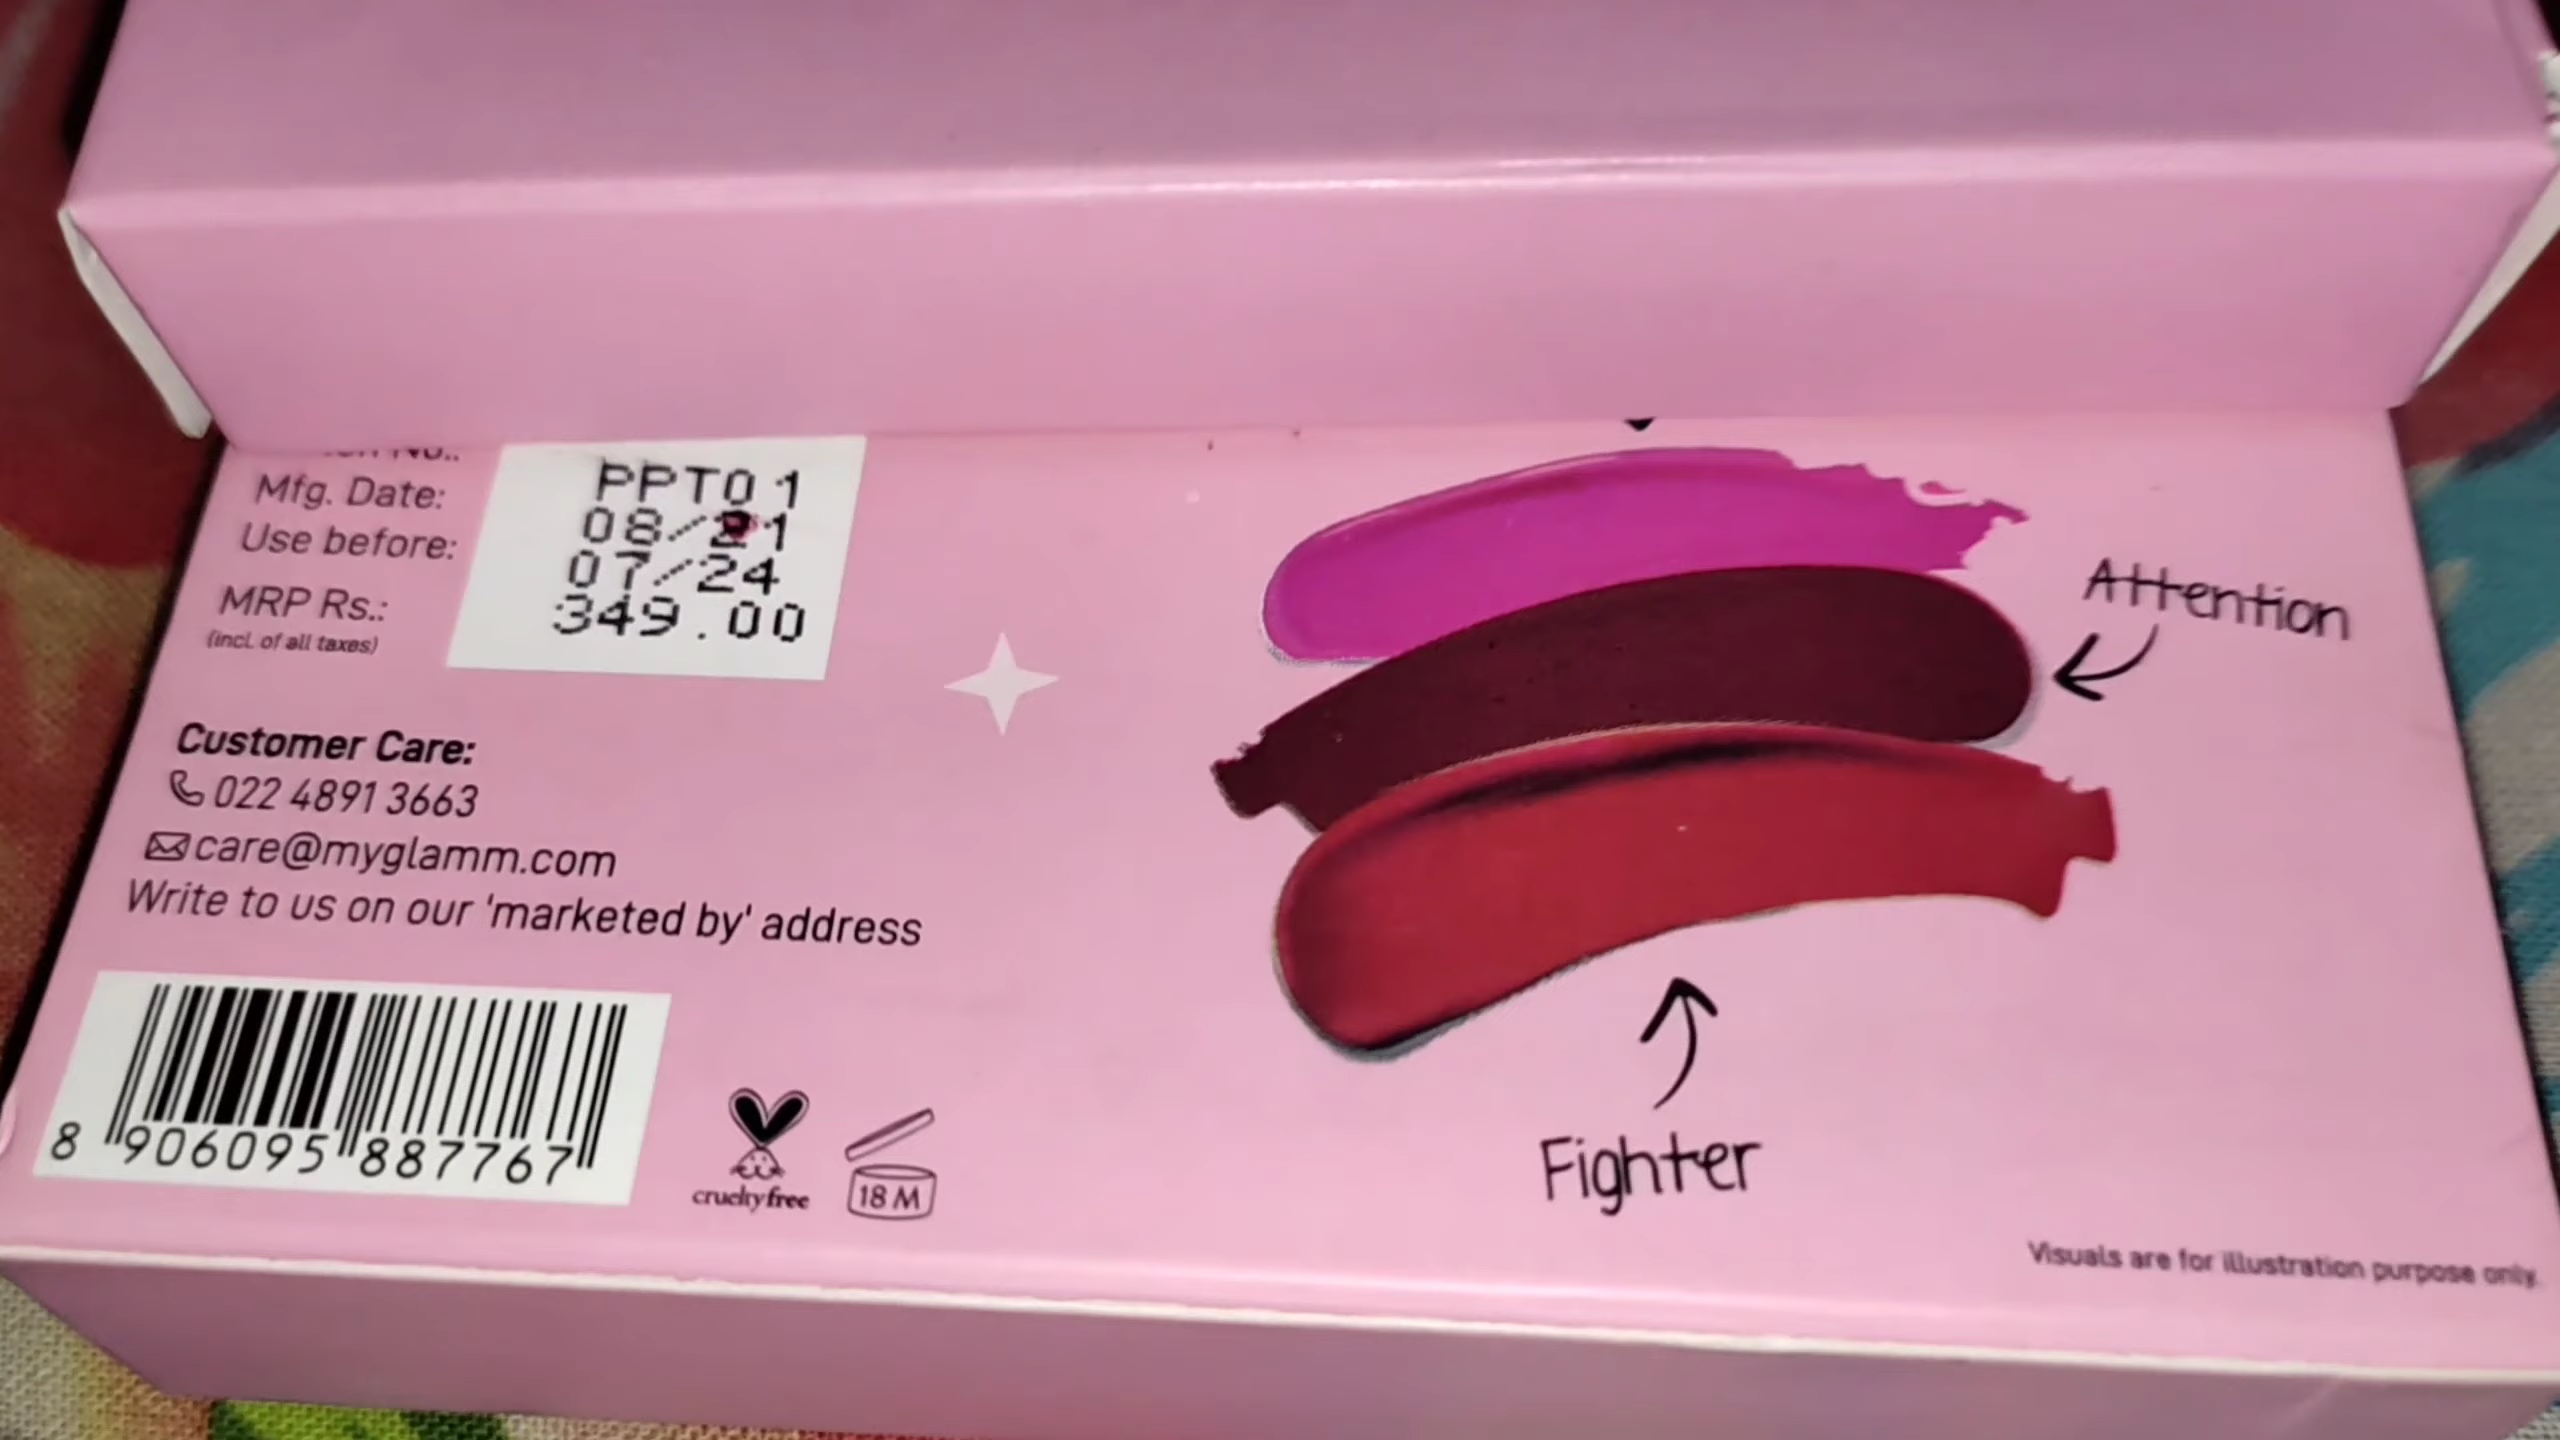 Mfg. Date:
Use before:
MRP Rs.:
(incl. of all taxes)
PPT01
08/21
07/24
349.00
Customer Care:
022 4891 3663
care@myglamm.com
Write to us on our 'marketed by' address
8 906095 887767
crueltyfree
18 M
Attention
Fighter
Visuals are for illustration purpose only.